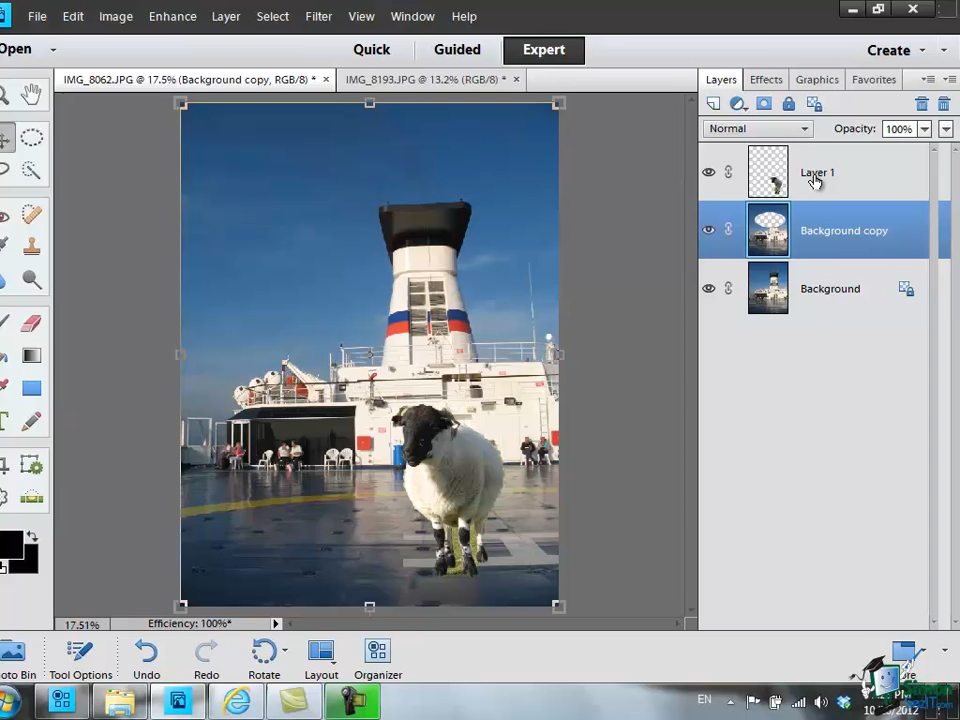 File Edit Image Enhance Layer Select Filter View Window Help
Open Quick Guided Expert Create
IMG_8062.JPG @ 17.5% (Background copy, RGB/8) * × IMG_8193.JPG @ 13.2% (RGB/8) * × Layers Effects Graphics Favorites
Normal Opacity: 100%
Layer 1
Background copy
Background
17.51% Efficiency: 100%*
oto Bin Tool Options Undo Redo Rotate Layout Organizer
EN